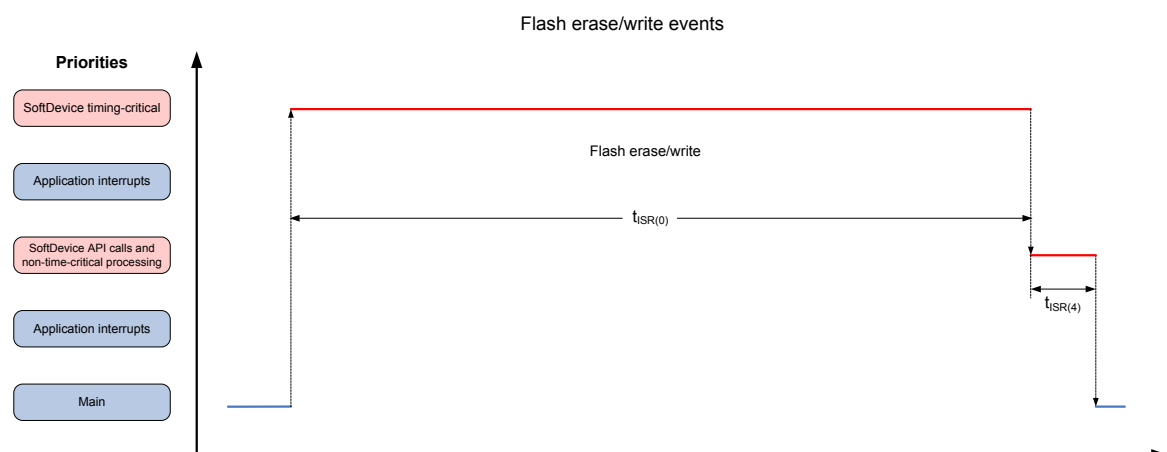 Flash erase/write events
Priorities
SoftDevice timing-critical
Flash erase/write
Application interrupts
tISR(0)
SoftDevice API calls and
non-time-critical processing
tISR(4)
Application interrupts
Main